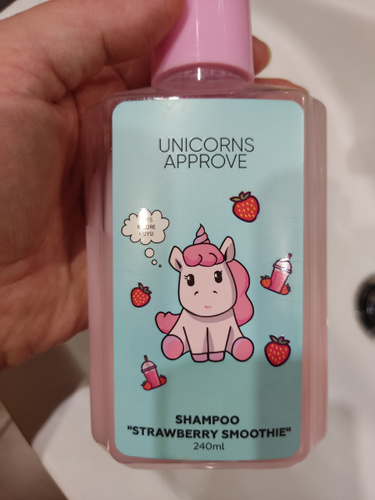 UNICORNS
APPROVE
SHAMPOO
"STRAWBERRY SMOOTHIE"
240ml